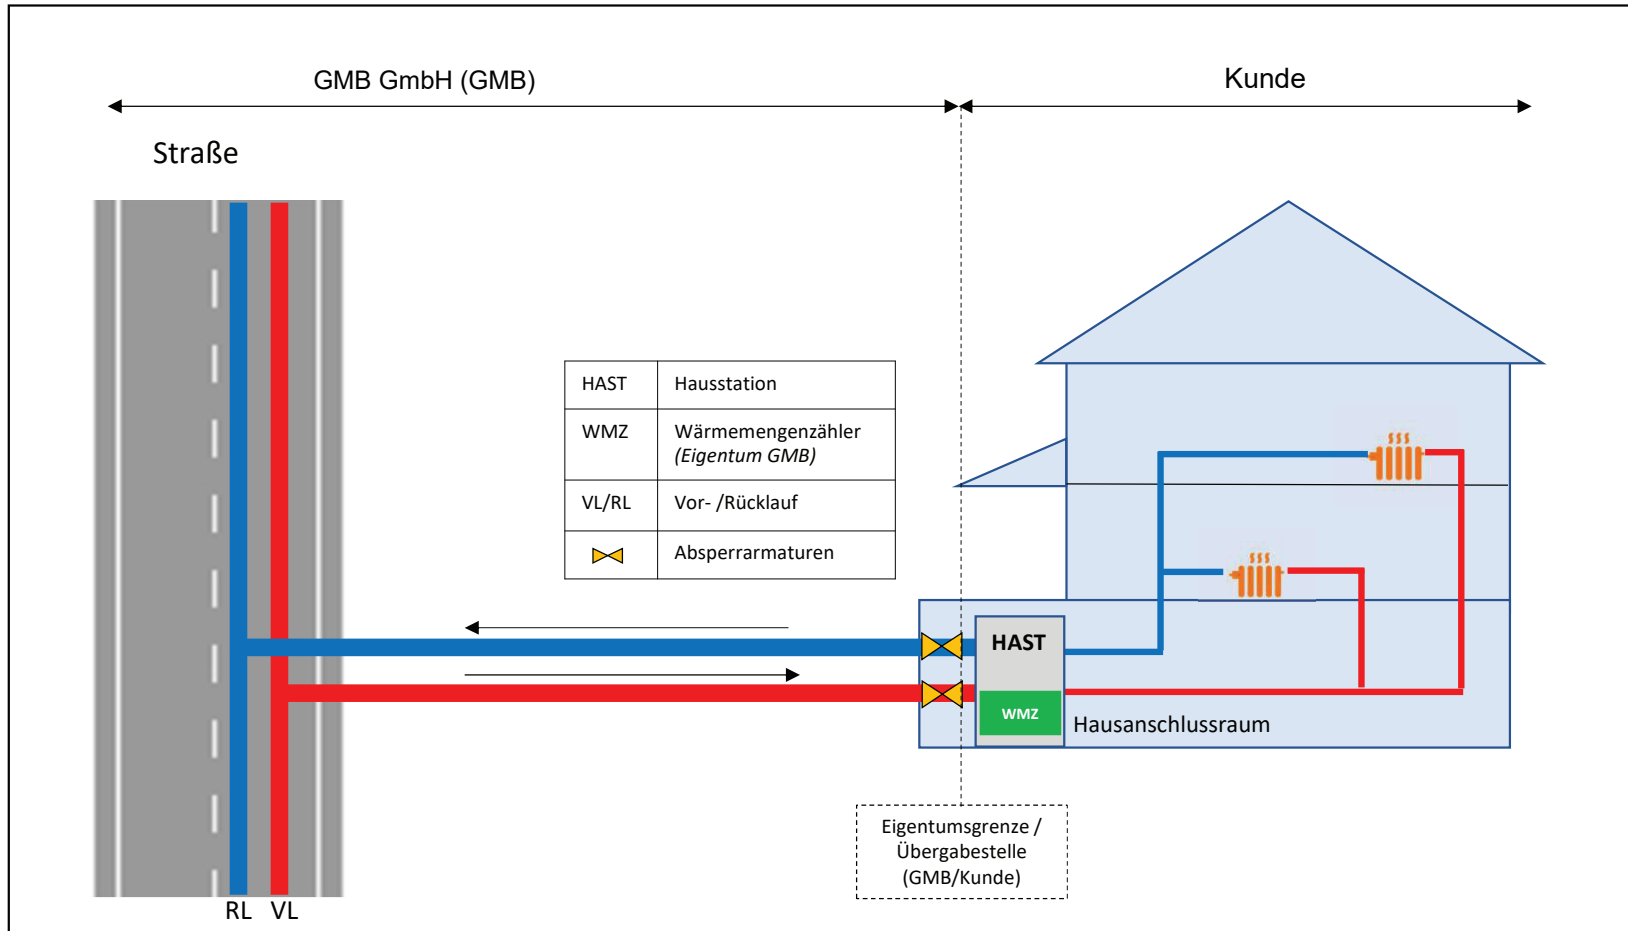 GMB GmbH (GMB)
Kunde
Straße
HAST
Hausstation
WMZ
Wärmemengenzähler
(Eigentum GMB)
VL/RL
Vor- /Rücklauf
Absperrarmaturen
HAST
WMZ
Hausanschlussraum
Eigentumsgrenze /
Übergabestelle
(GMB/Kunde)
RL
VL